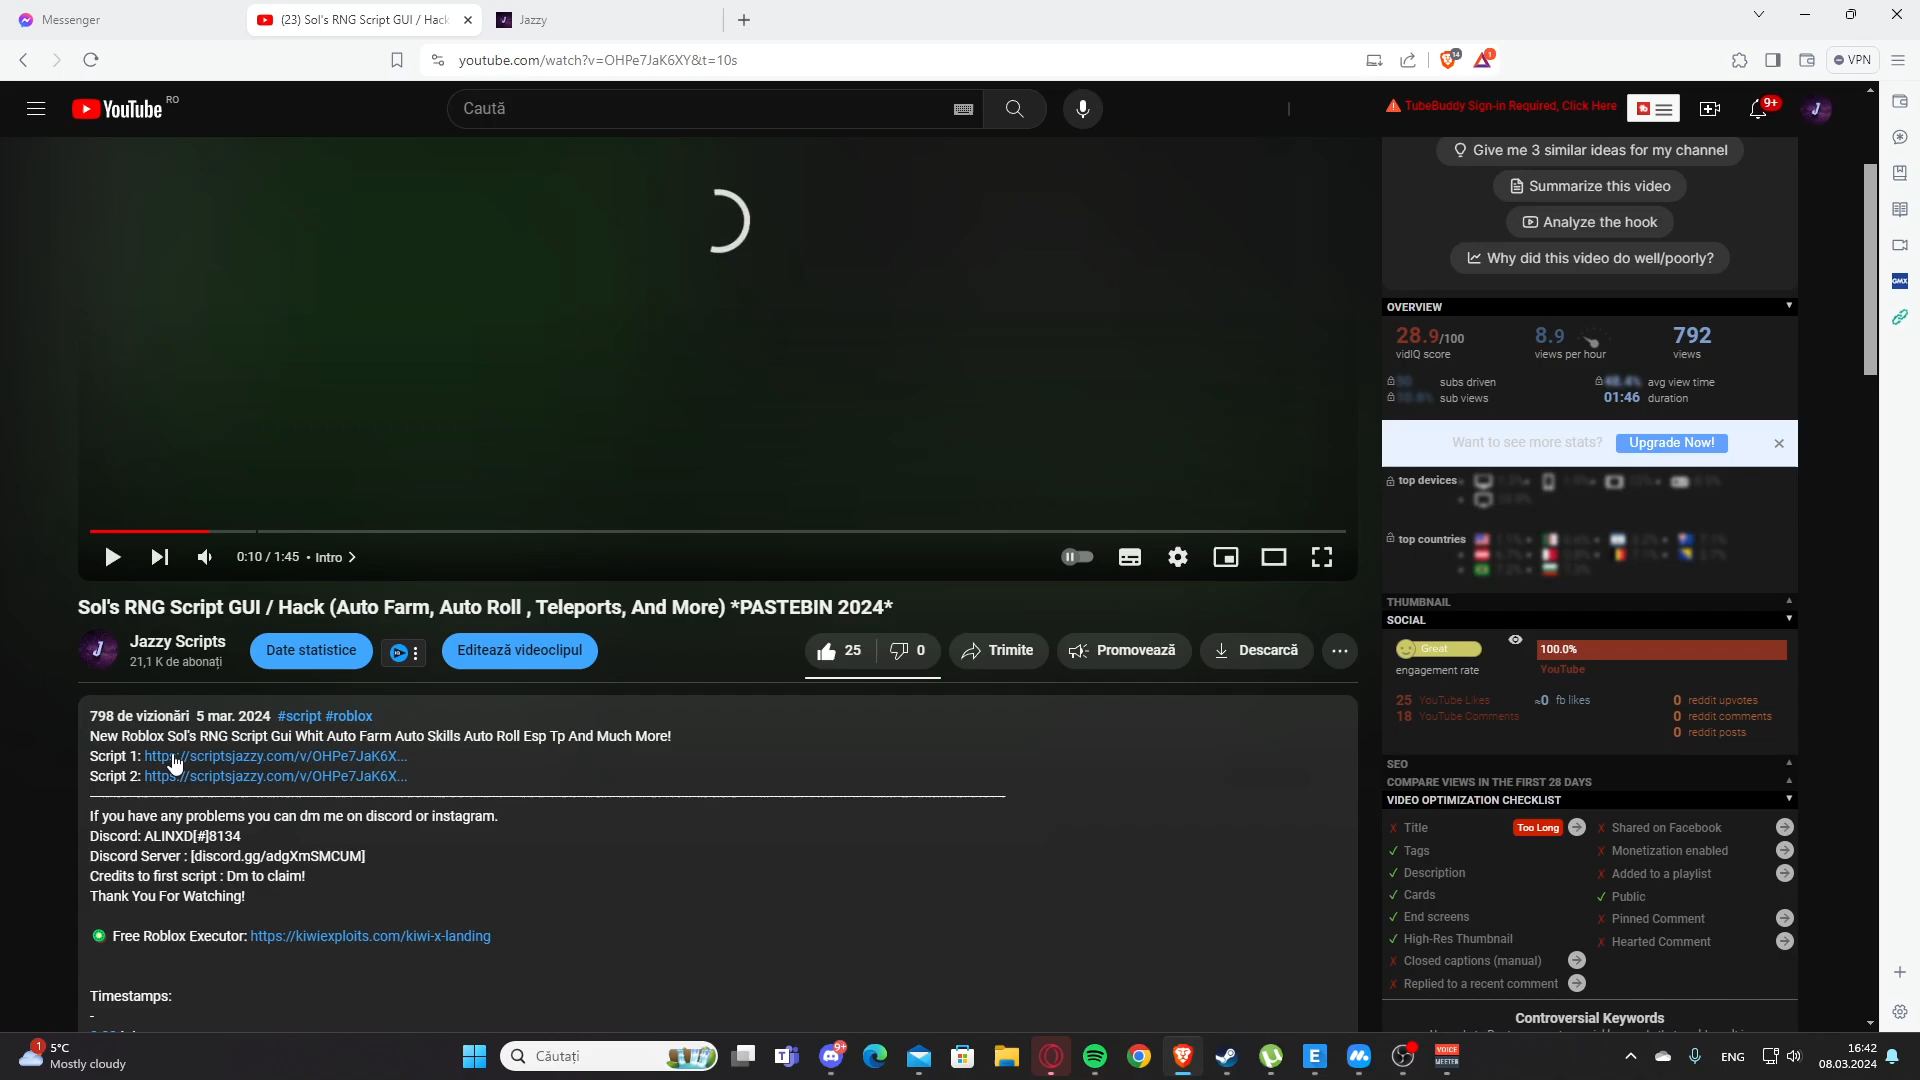 Messenger
(23) Sol's RNG Script GUI / Hack
Jazzy
youtube.com/watch?v=OHPe7JaK6XY&t=10s
14
1
VPN
YouTube RO
Caută
TubeBuddy Sign-in Required, Click Here
9+
Give me 3 similar ideas for my channel
Summarize this video
Analyze the hook
Why did this video do well/poorly?
OVERVIEW
28.9/100
8.9
792
vidIQ score
views per hour
views
subs driven
avg view time
sub views
01:46 duration
Want to see more stats?
Upgrade Now!
top devices
top countries
0:10 / 1:45 • Intro
THUMBNAIL
SOCIAL
Great
engagement rate
100.0%
YouTube
25 YouTube Likes
≈0 fb likes
0 reddit upvotes
18 YouTube Comments
0 reddit comments
0 reddit posts
SEO
COMPARE VIEWS IN THE FIRST 28 DAYS
VIDEO OPTIMIZATION CHECKLIST
Title
Too Long
Shared on Facebook
Tags
Monetization enabled
Description
Added to a playlist
Cards
Public
End screens
Pinned Comment
High-Res Thumbnail
Hearted Comment
Closed captions (manual)
Replied to a recent comment
Controversial Keywords
Sol's RNG Script GUI / Hack (Auto Farm, Auto Roll , Teleports, And More) *PASTEBIN 2024*
Jazzy Scripts
21,1 K de abonați
Date statistice
Editează videoclipul
25
0
Trimite
Promovează
Descarcă
798 de vizionări 5 mar. 2024 #script #roblox
New Roblox Sol's RNG Script Gui Whit Auto Farm Auto Skills Auto Roll Esp Tp And Much More!
Script 1: https://scriptsjazzy.com/v/OHPe7JaK6X...
Script 2: https://scriptsjazzy.com/v/OHPe7JaK6X...
If you have any problems you can dm me on discord or instagram.
Discord: ALINXD[#]8134
Discord Server : [discord.gg/adgXmSMCUM]
Credits to first script : Dm to claim!
Thank You For Watching!
Free Roblox Executor: https://kiwiexploits.com/kiwi-x-landing
Timestamps:
-
1
5°C
Mostly cloudy
Căutați
9+
VOICE
MEETER
ENG
16:42
08.03.2024